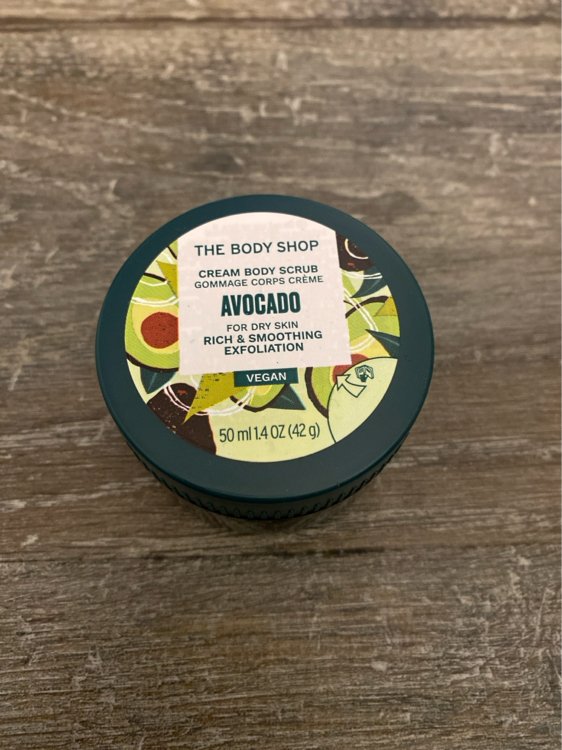 THE BODY SHOP
CREAM BODY SCRUB
GOMMAGE CORPS CRÈME
AVOCADO
FOR DRY SKIN
RICH & SMOOTHING
EXFOLIATION
VEGAN
50 ml 1.4 OZ (42 g)